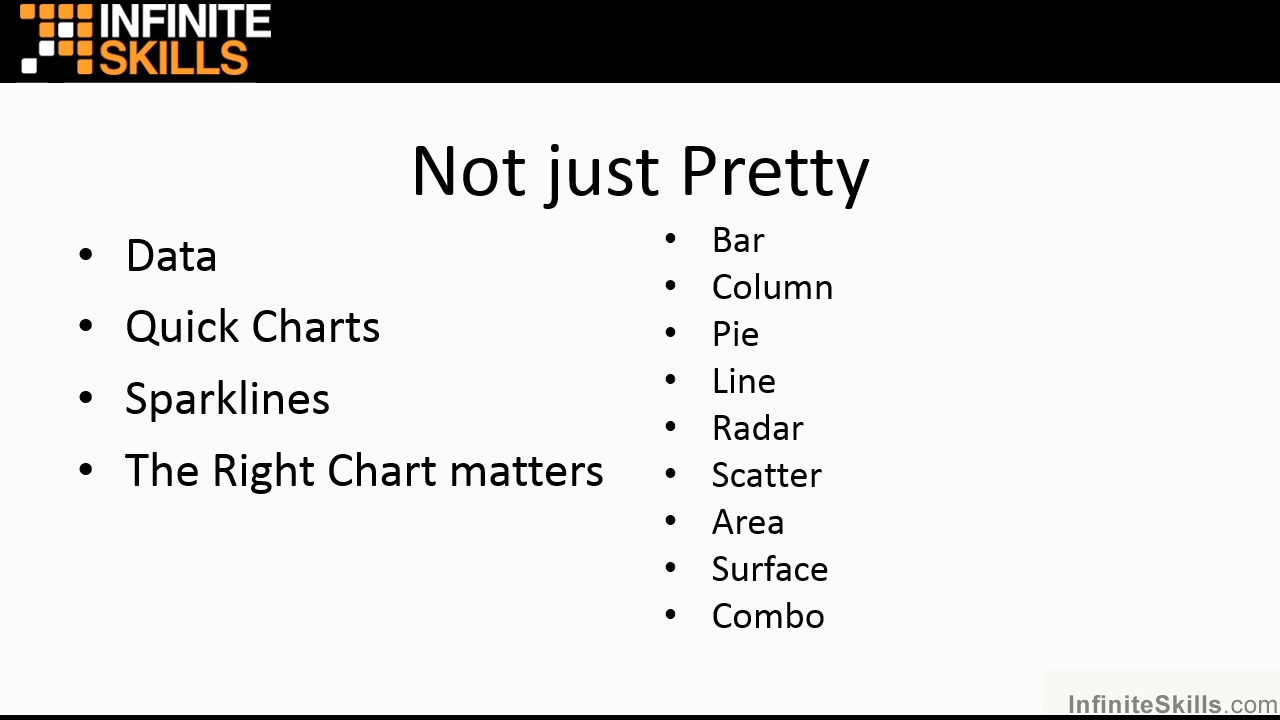 INFINITE
SKILLS
Not just Pretty
• Data
• Quick Charts
• Sparklines
• The Right Chart matters
• Bar
• Column
• Pie
• Line
• Radar
• Scatter
• Area
• Surface
• Combo
InfiniteSkills.com